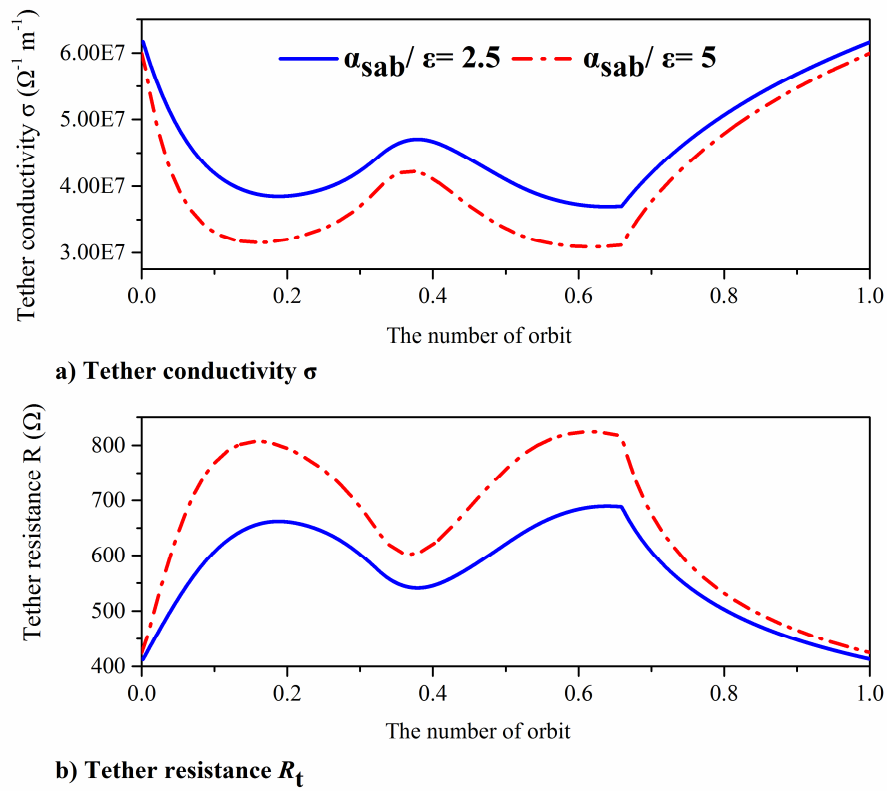 Tether conductivity σ (Ω⁻¹ m⁻¹)
6.00E7
5.00E7
4.00E7
3.00E7
α_sab/ ε= 2.5 α_sab/ ε= 5
0.0 0.2 0.4 0.6 0.8 1.0
The number of orbit
a) Tether conductivity σ
Tether resistance R (Ω)
800
700
600
500
400
0.0 0.2 0.4 0.6 0.8 1.0
The number of orbit
b) Tether resistance R_t